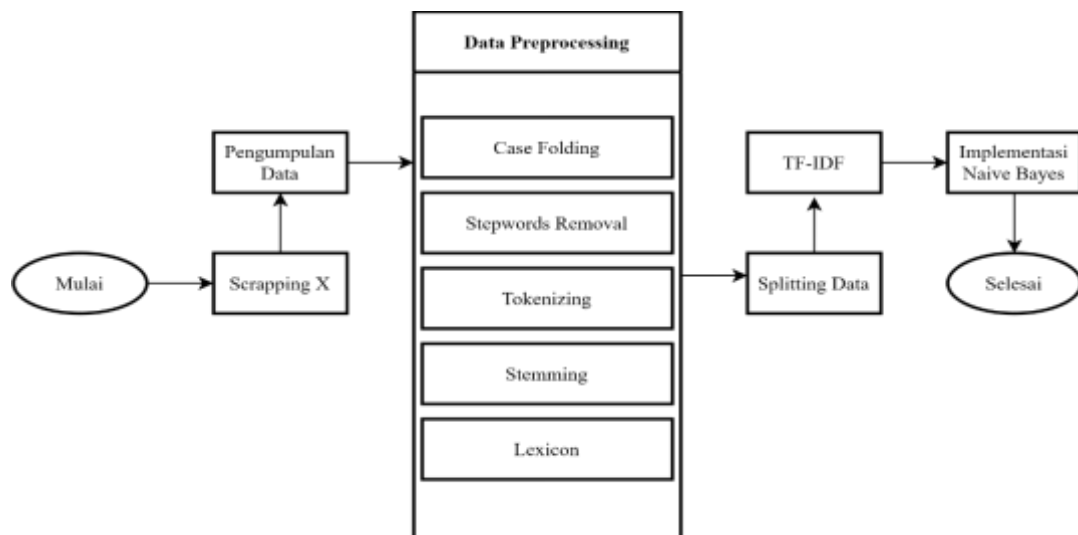 Mulai
Scrapping X
Pengumpulan
Data
Data Preprocessing
Case Folding
Stepwords Removal
Tokenizing
Stemming
Lexicon
Splitting Data
TF-IDF
Implementasi
Naive Bayes
Selesai